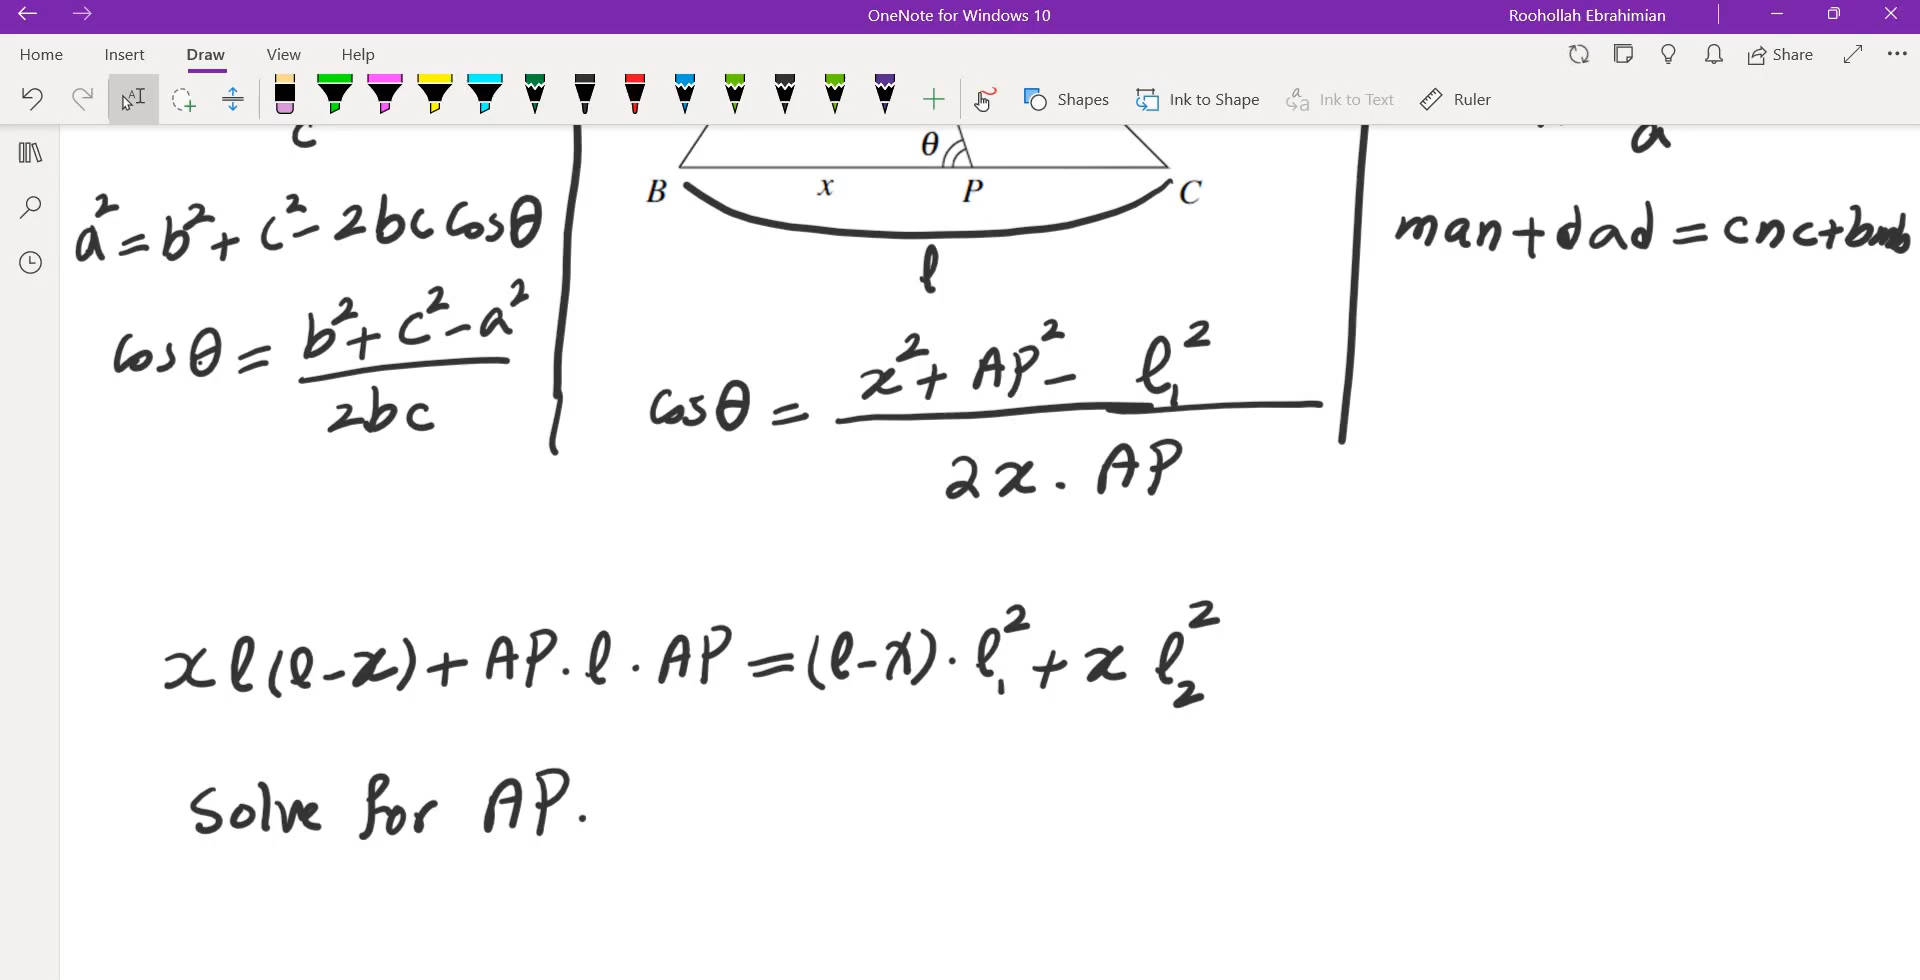 OneNote for Windows 10
Roohollah Ebrahimian
Home Insert Draw View Help
Share
Shapes Ink to Shape Ink to Text Ruler
c
a² = b² + c² - 2bc cosθ
cosθ = b² + c² - a² / 2bc
θ
B x P C
l
cosθ = x² + AP² - l₁² / 2x · AP
a
man + dad = cnc + bmb
xl(l-x) + AP · l · AP = (l-x) · l₁² + x l₂²
Solve for AP.